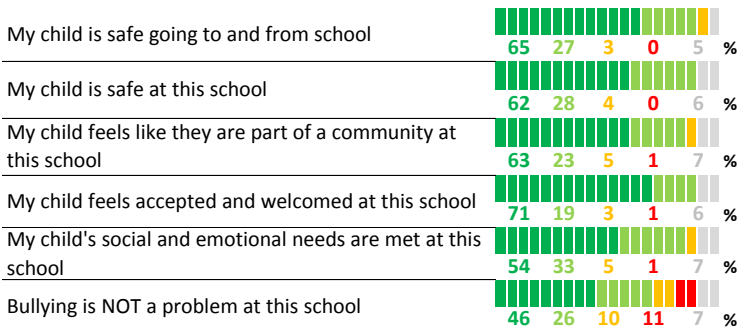 My child is safe going to and from school
65 27 3 0 5 %
My child is safe at this school
62 28 4 0 6 %
My child feels like they are part of a community at
this school
63 23 5 1 7 %
My child feels accepted and welcomed at this school
71 19 3 1 6 %
My child's social and emotional needs are met at this
school
54 33 5 1 7 %
Bullying is NOT a problem at this school
46 26 10 11 7 %